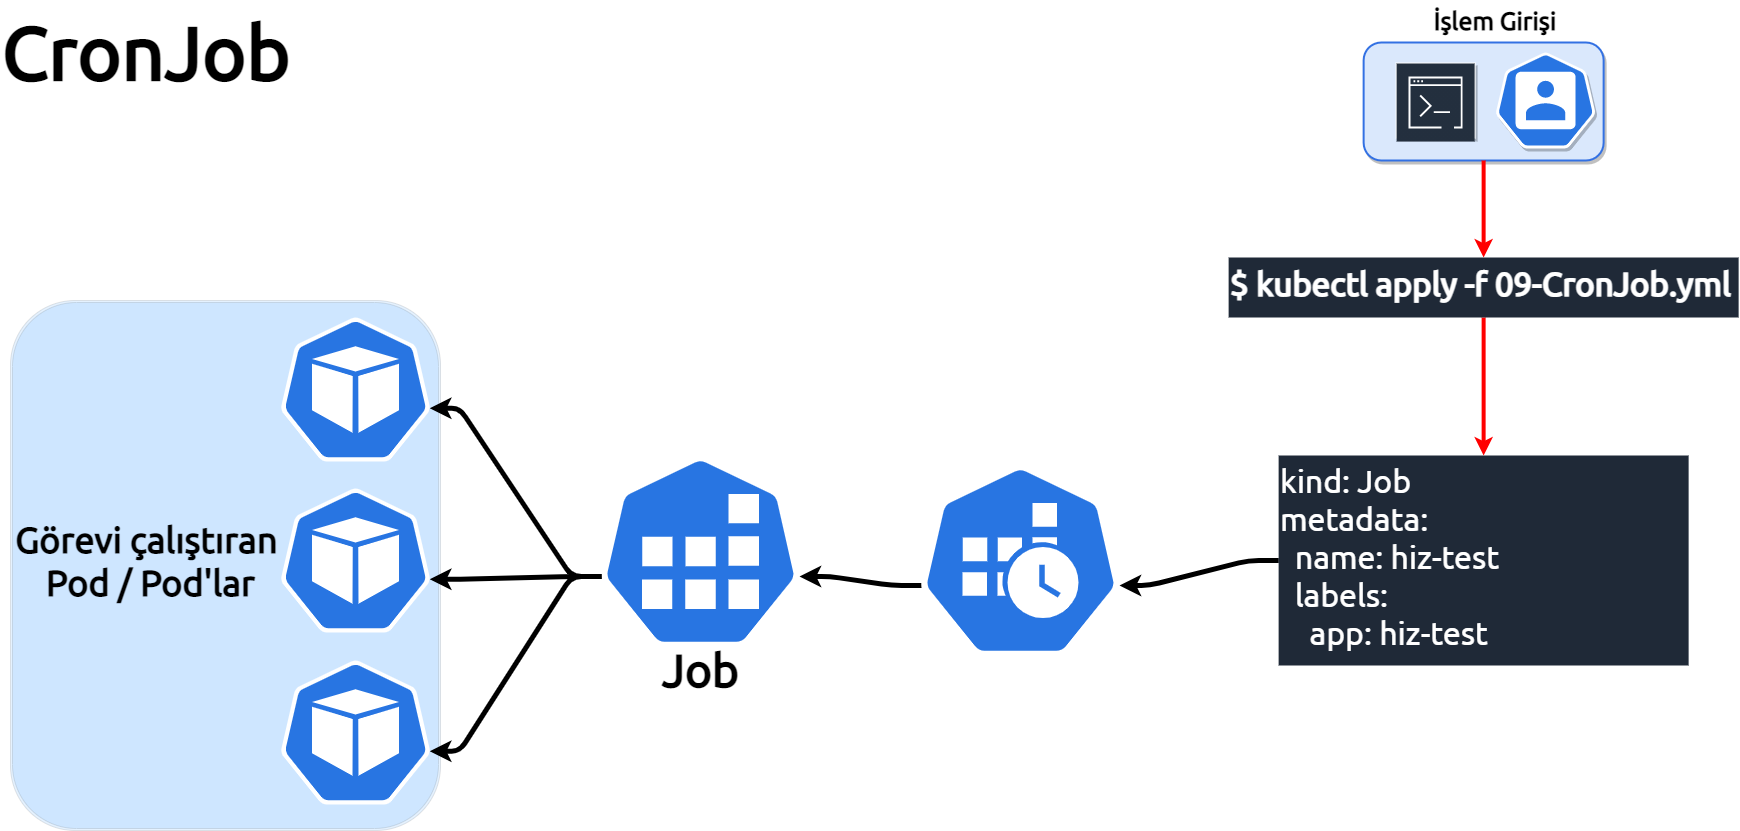 CronJob
İşlem Girişi
$ kubectl apply -f 09-CronJob.yml
kind: Job
metadata:
name: hiz-test
labels:
app: hiz-test
Job
Görevi çalıştıran
Pod / Pod'lar